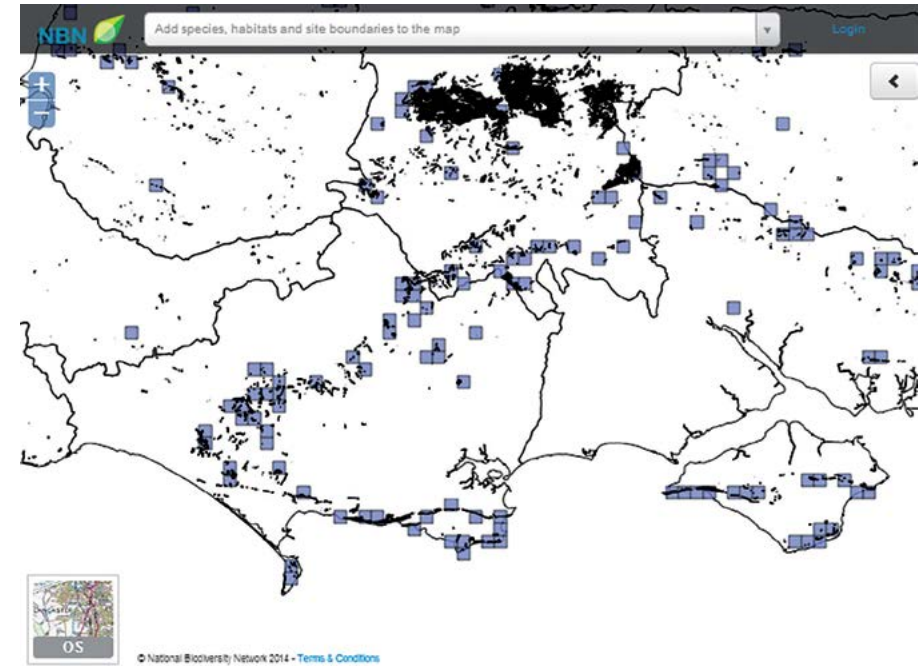 NBN
Add species, habitats and site boundaries to the map
Login
+
−
OS
© National Biodiversity Network 2014 - Terms & Conditions